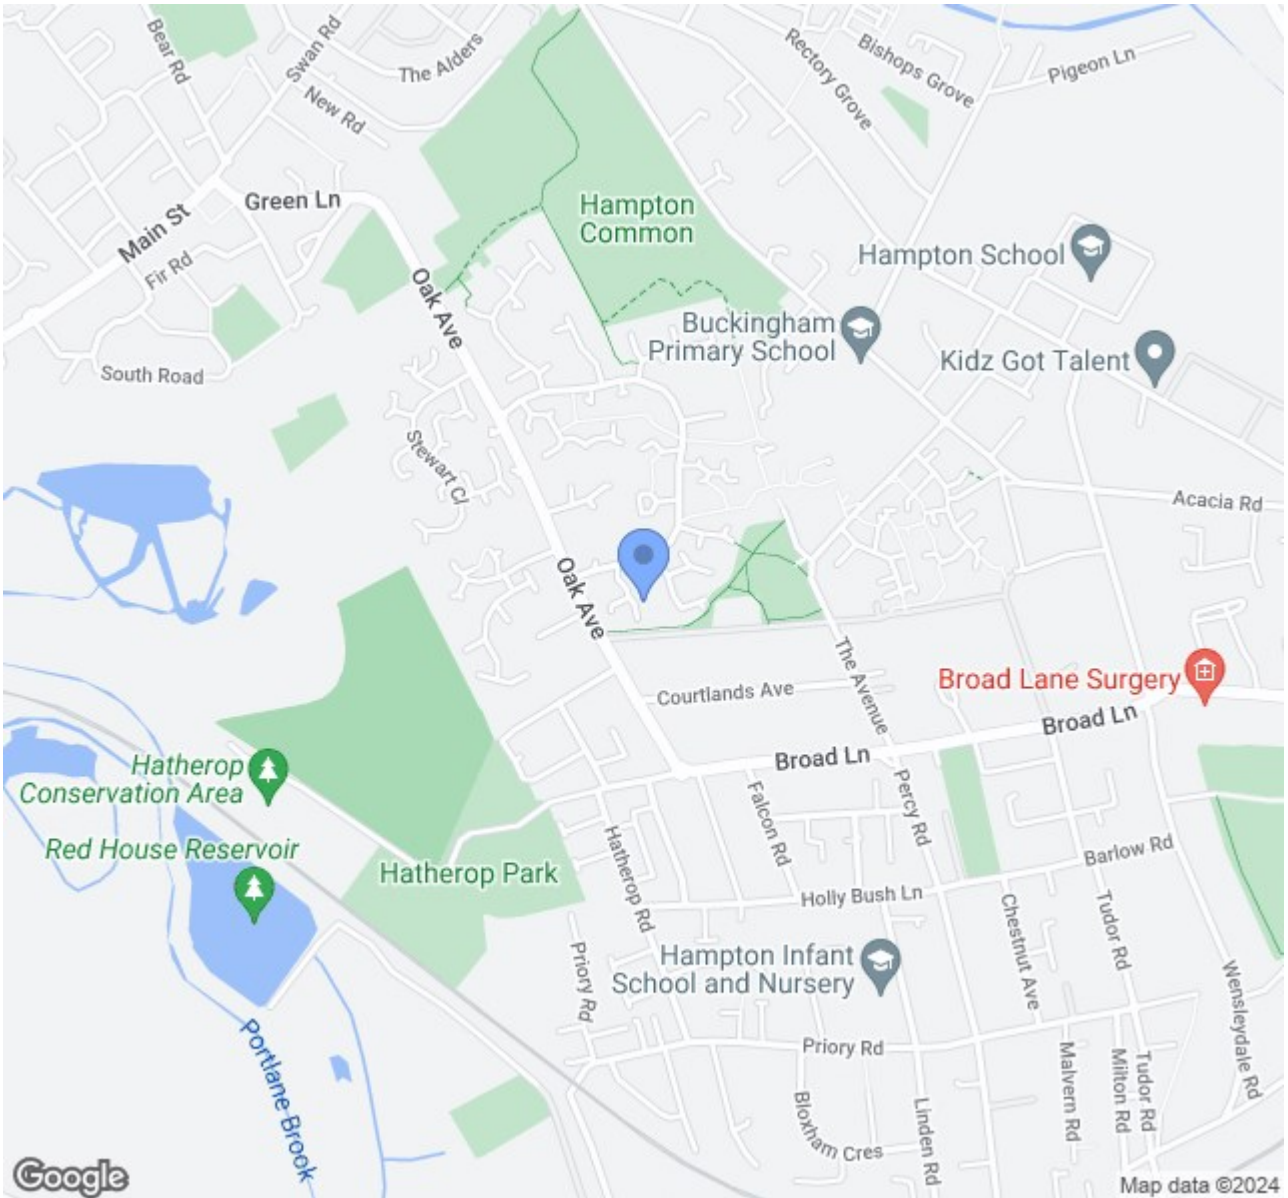 Bear Rd
Swan Rd
The Alders
New Rd
Rectory Grove
Bishops Grove
Pigeon Ln
Green Ln
Main St
Fir Rd
Hampton
Common
Hampton School
Oak Ave
Buckingham
Primary School
Kidz Got Talent
South Road
Stewart Cl
Acacia Rd
Oak Ave
The Avenue
Courtlands Ave
Broad Lane Surgery
Broad Ln
Broad Ln
Hatherop
Conservation Area
Falcon Rd
Percy Rd
Red House Reservoir
Hatherop Park
Hatherop Rd
Barlow Rd
Holly Bush Ln
Chestnut Ave
Tudor Rd
Priory Rd
Hampton Infant
School and Nursery
Wensleydale Rd
Portlane Brook
Priory Rd
Malvern Rd
Milton Rd
Tudor Rd
Bloxham Cres
Linden Rd
Google
Map data ©2024